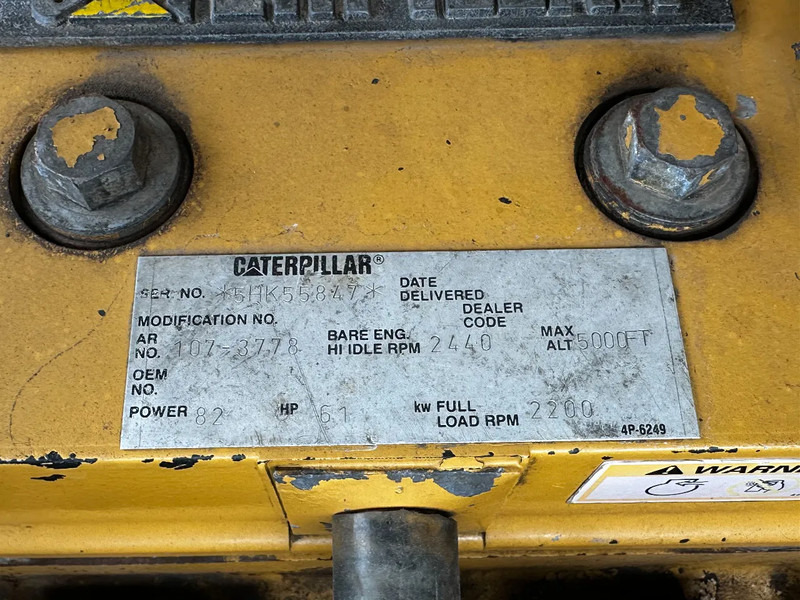 CATERPILLAR®
SER. NO. *5HK55847*
DATE DELIVERED
MODIFICATION NO.
DEALER CODE
AR NO. 107-3778
BARE ENG. HI IDLE RPM 2440
MAX ALT 5000FT
OEM NO.
POWER 82 HP 61 kW
FULL LOAD RPM 2200
4P-6249
WARN